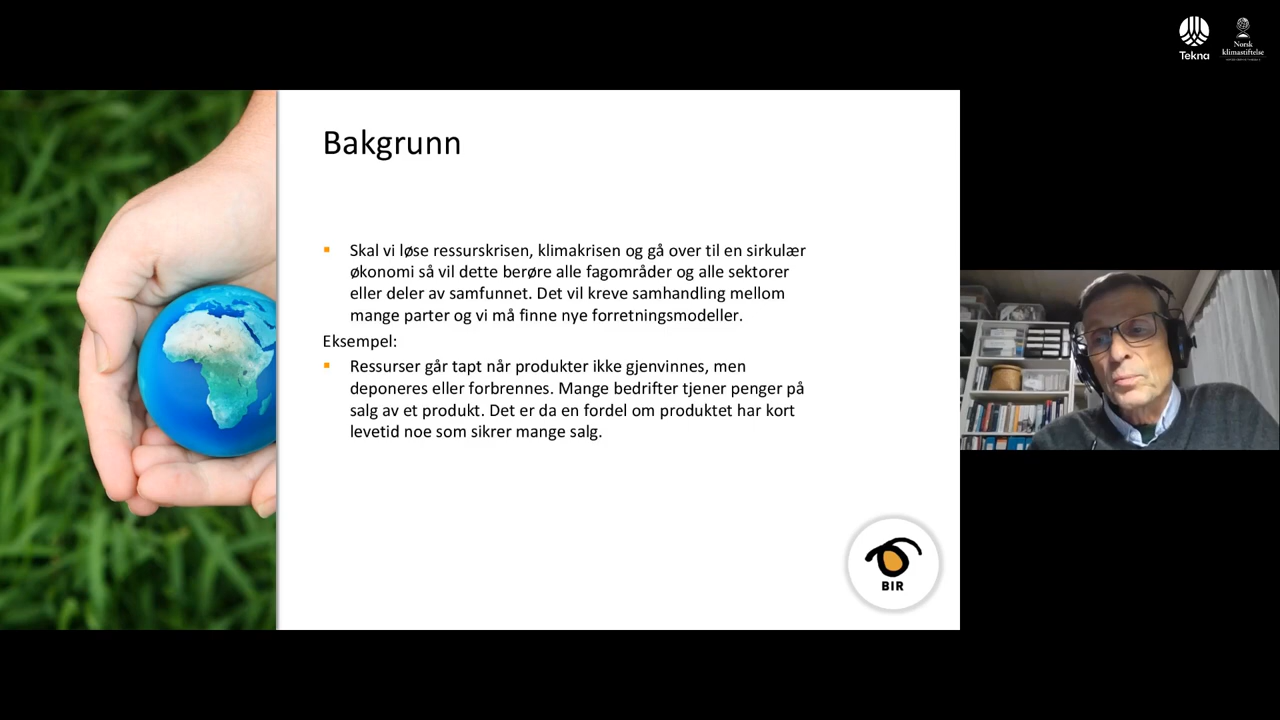 Tekna
Norsk
klimastiftelse
Bakgrunn
Skal vi løse ressurskrisen, klimakrisen og gå over til en sirkulær
økonomi så vil dette berøre alle fagområder og alle sektorer
eller deler av samfunnet. Det vil kreve samhandling mellom
mange parter og vi må finne nye forretningsmodeller.
Eksempel:
Ressurser går tapt når produkter ikke gjenvinnes, men
deponeres eller forbrennes. Mange bedrifter tjener penger på
salg av et produkt. Det er da en fordel om produktet har kort
levetid noe som sikrer mange salg.
BIR